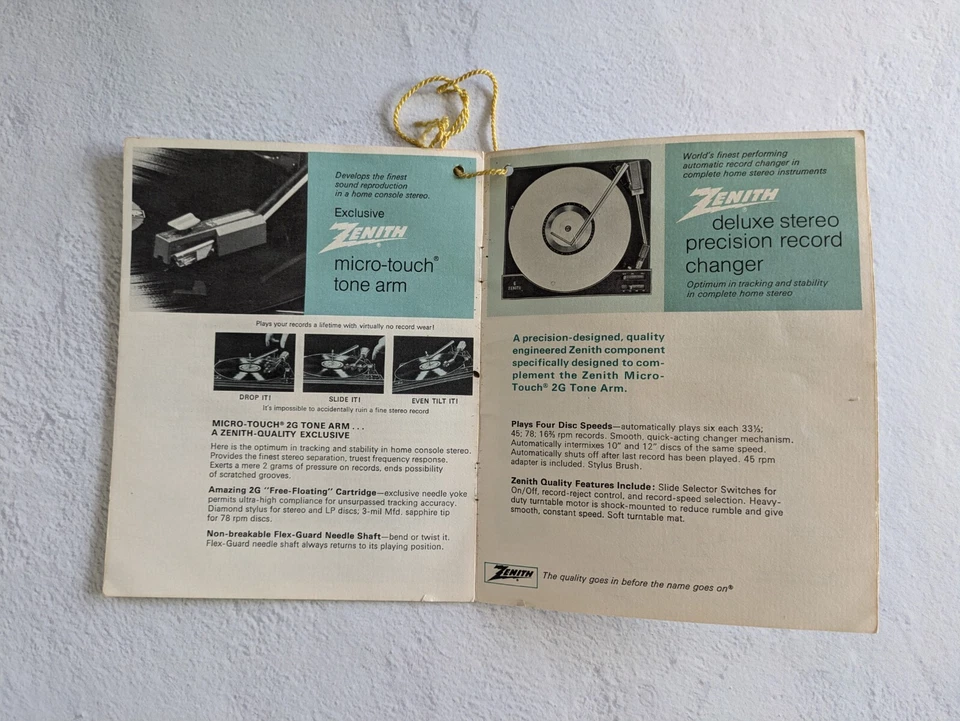 Develops the finest
sound reproduction
in a home console stereo.
Exclusive
ZENITH
micro-touch®
tone arm
Plays your records a lifetime with virtually no record wear!
DROP IT!
SLIDE IT!
EVEN TILT IT!
It's impossible to accidentally ruin a fine stereo record
MICRO-TOUCH® 2G TONE ARM . . .
A ZENITH-QUALITY EXCLUSIVE
Here is the optimum in tracking and stability in home console stereo.
Provides the finest stereo separation, truest frequency response.
Exerts a mere 2 grams of pressure on records, ends possibility
of scratched grooves.
Amazing 2G "Free-Floating" Cartridge—exclusive needle yoke
permits ultra-high compliance for unsurpassed tracking accuracy.
Diamond stylus for stereo and LP discs; 3-mil Mfd. sapphire tip
for 78 rpm discs.
Non-breakable Flex-Guard Needle Shaft—bend or twist it.
Flex-Guard needle shaft always returns to its playing position.
World's finest performing
automatic record changer in
complete home stereo instruments
ZENITH
deluxe stereo
precision record
changer
Optimum in tracking and stability
in complete home stereo
ZENITH
A precision-designed, quality
engineered Zenith component
specifically designed to com-
plement the Zenith Micro-
Touch® 2G Tone Arm.
Plays Four Disc Speeds—automatically plays six each 33⅓;
45; 78; 16⅔ rpm records. Smooth, quick-acting changer mechanism.
Automatically intermixes 10" and 12" discs of the same speed.
Automatically shuts off after last record has been played. 45 rpm
adapter is included. Stylus Brush.
Zenith Quality Features Include: Slide Selector Switches for
On/Off, record-reject control, and record-speed selection. Heavy-
duty turntable motor is shock-mounted to reduce rumble and give
smooth, constant speed. Soft turntable mat.
ZENITH The quality goes in before the name goes on®